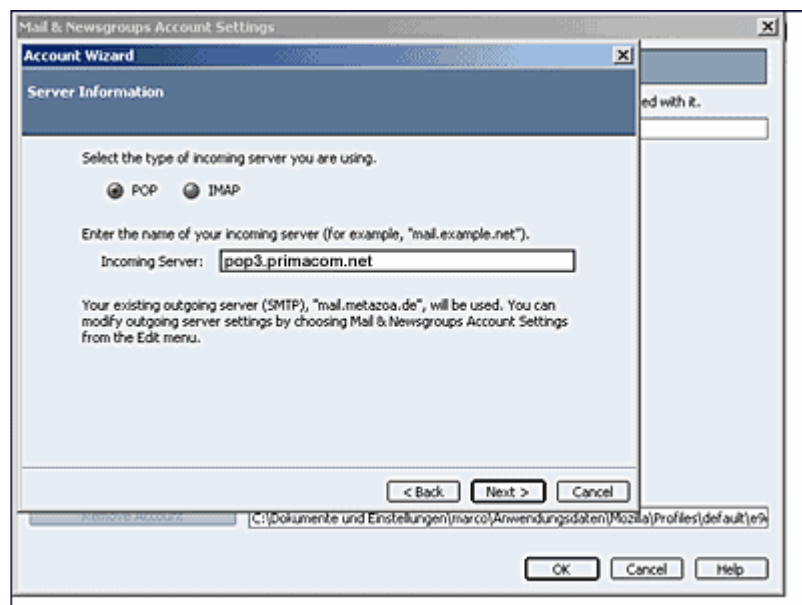 Mail & Newsgroups Account Settings
Account Wizard
Server Information
ed with it.
Select the type of incoming server you are using.
POP IMAP
Enter the name of your incoming server (for example, "mail.example.net").
Incoming Server: pop3.primacom.net
Your existing outgoing server (SMTP), "mail.metazoa.de", will be used. You can
modify outgoing server settings by choosing Mail & Newsgroups Account Settings
from the Edit menu.
< Back Next > Cancel
Remove Account C:\Dokumente und Einstellungen\marco\Anwendungsdaten\Mozilla\Profiles\default\e9
OK Cancel Help